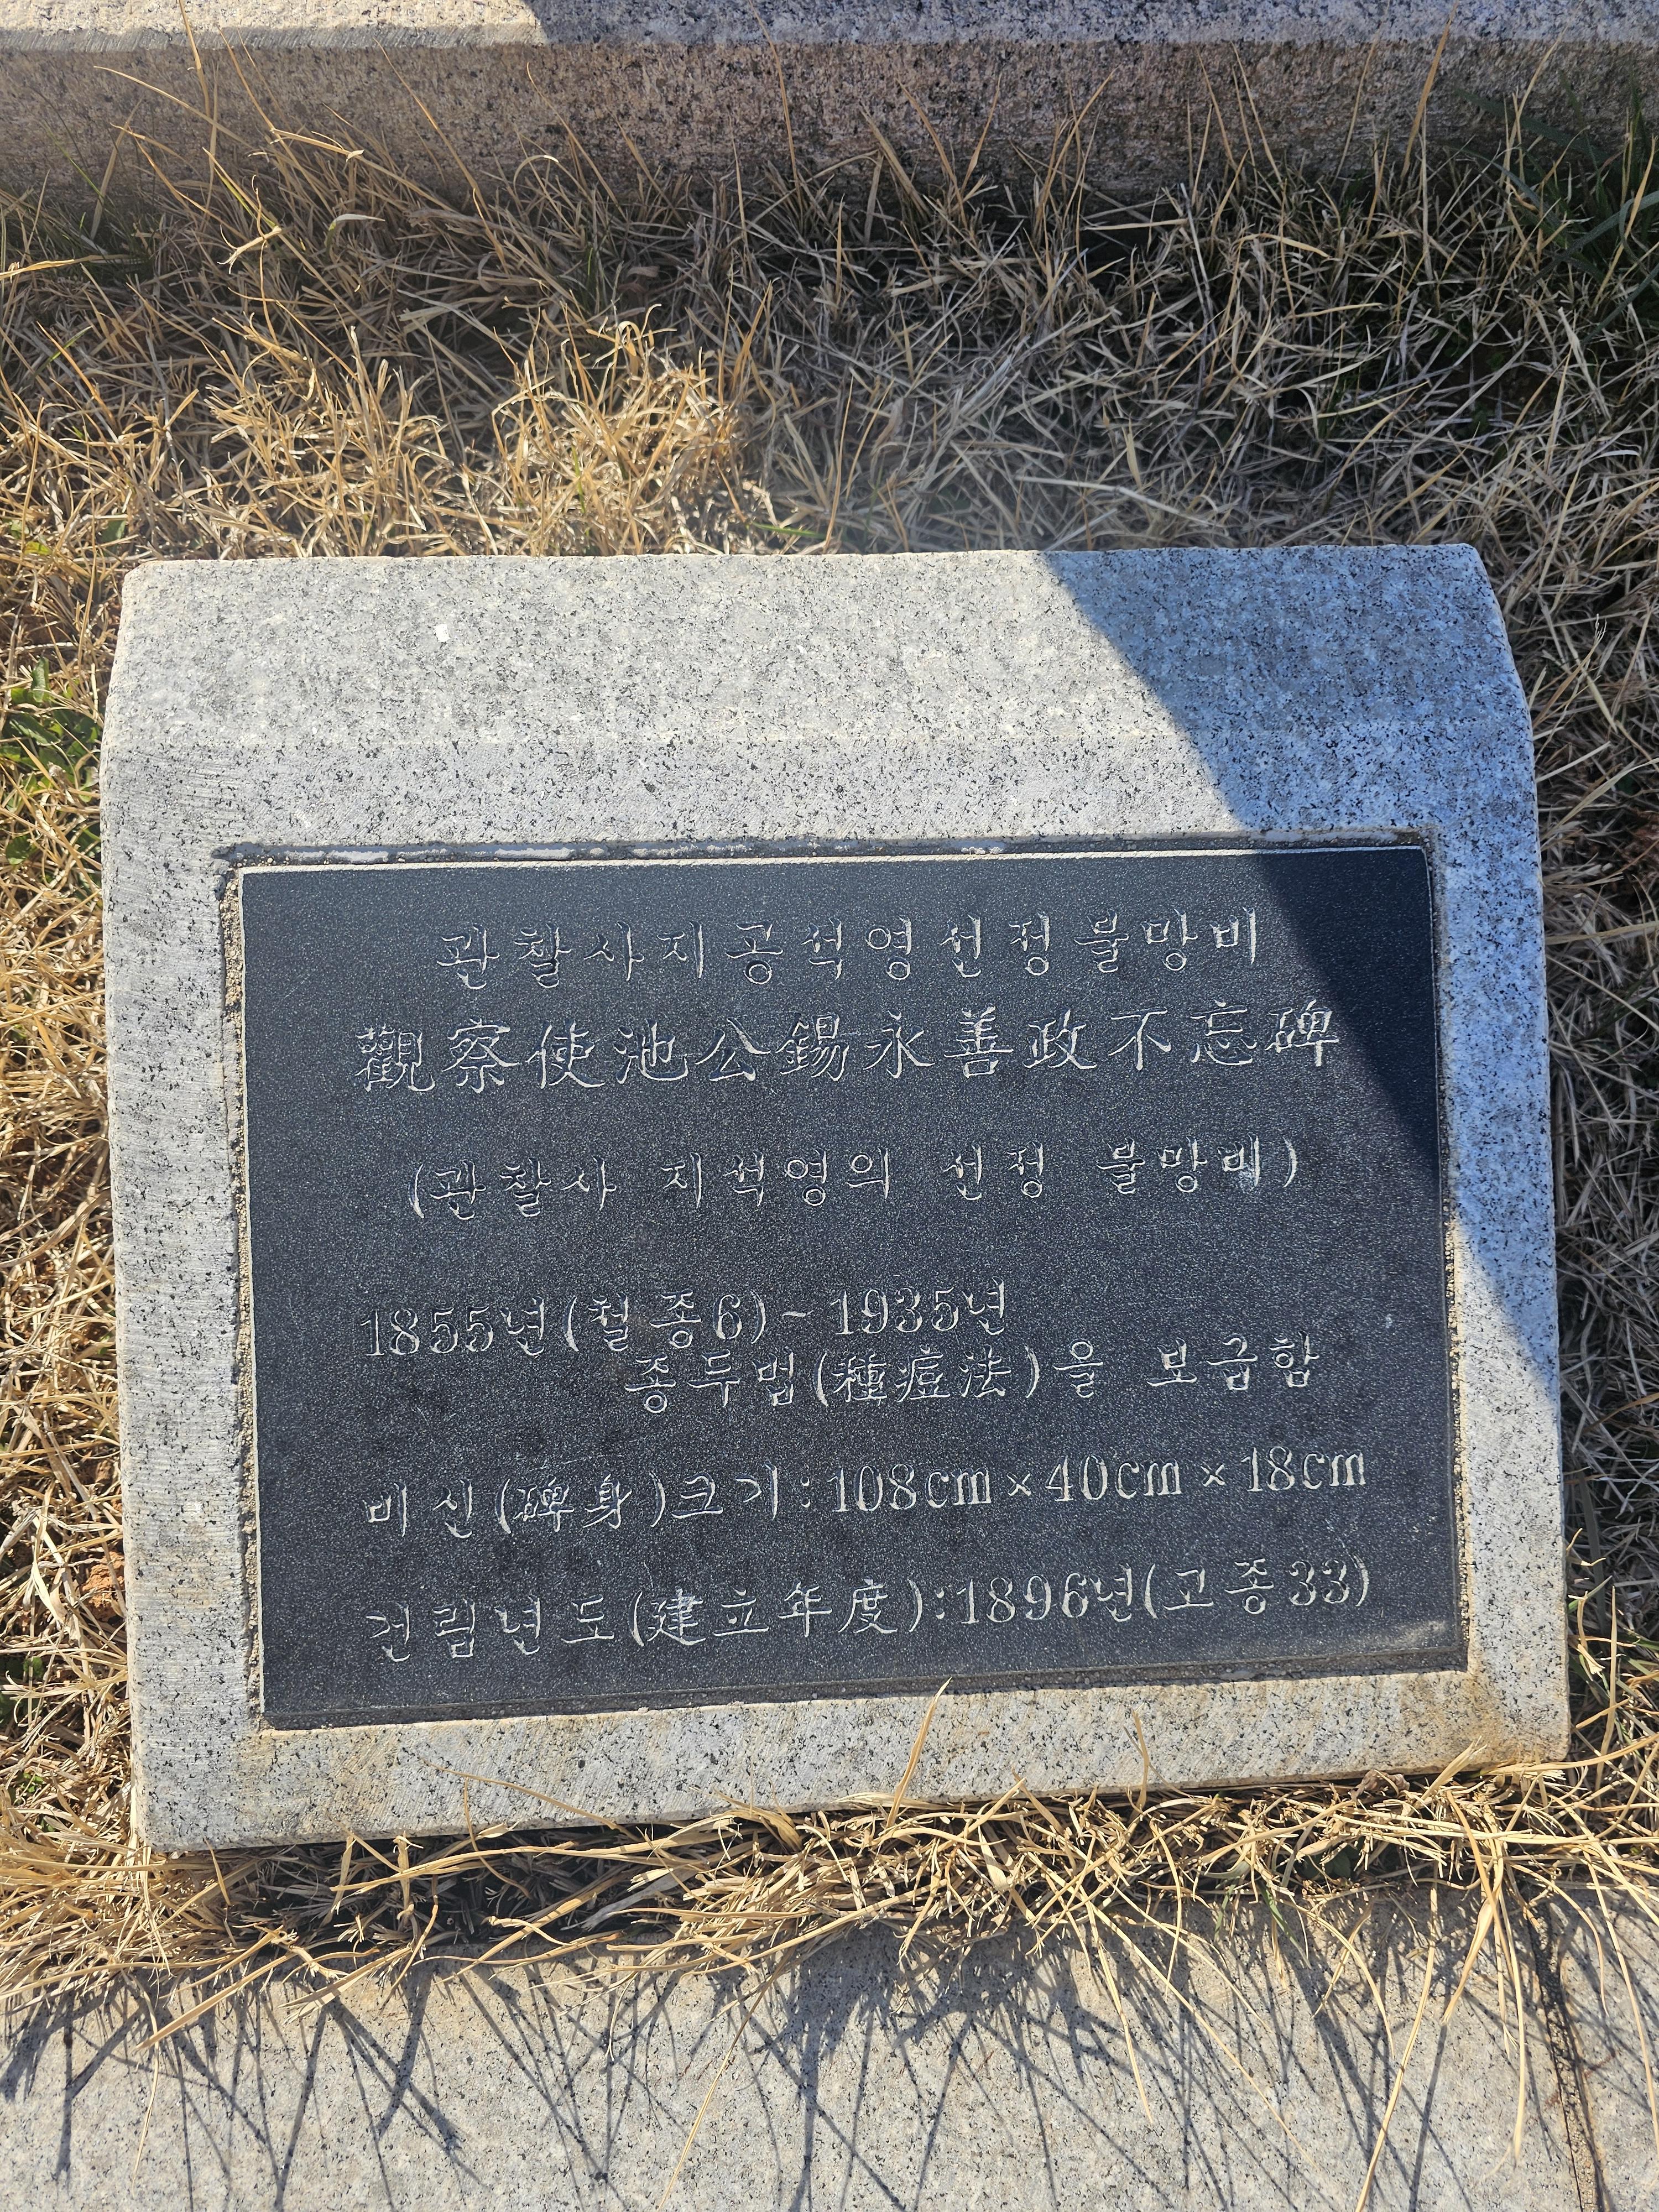 관찰사지공석영선정불망비
觀察使池公錫永善政不忘碑
(관찰사 지석영의 선정 불망비)
1855년(철종6)~1935년
종두법(種痘法)을 보급함
비신(碑身)크기:108cm×40cm×18cm
건립년도(建立年度):1896년(고종33)